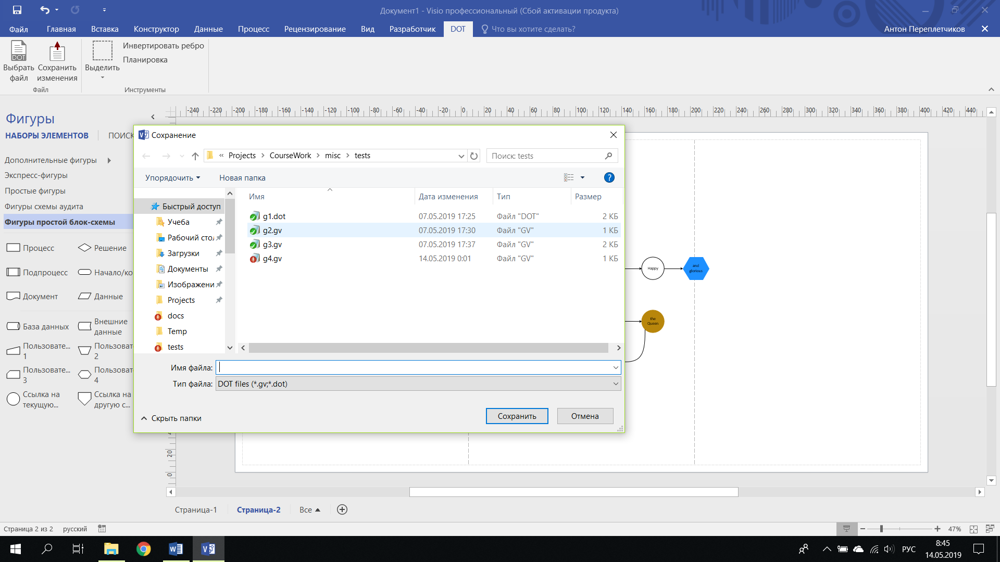 Документ1 - Visio профессиональный (Сбой активации продукта)
Файл
Главная
Вставка
Конструктор
Данные
Процесс
Рецензирование
Вид
Разработчик
DOT
Что вы хотите сделать?
Антон Переплетчиков
DOT
Выбрать файл
Сохранить изменения
Выделить
Инвертировать ребро
Планировка
Файл
Инструменты
-240 -220 -200 -180 -160 -140 -120 -100 -80 -60 -40 -20 0 20 40 60 80 100 120 140 160 180 200 220 240 260 280 300 320 340 360 380 400 420 440
Фигуры
НАБОРЫ ЭЛЕМЕНТОВ
ПОИСК
Дополнительные фигуры
Экспресс-фигуры
Простые фигуры
Фигуры схемы аудита
Фигуры простой блок-схемы
Процесс
Решение
Подпроцесс
Начало/ко
Документ
Данные
База данных
Внешние данные
Пользовате... 1
Пользоват 2
Пользовате... 3
Пользоват 4
Ссылка на текущую...
Ссылка на другую с...
Сохранение
« Projects > CourseWork > misc > tests
Поиск: tests
Упорядочить
Новая папка
?
Быстрый доступ
Учеба
Рабочий сто
Загрузки
Документы
Изображени
Projects
docs
Temp
tests
Имя Дата изменения Тип Размер
g1.dot 07.05.2019 17:25 Файл "DOT" 2 КБ
g2.gv 07.05.2019 17:30 Файл "GV" 1 КБ
g3.gv 07.05.2019 17:37 Файл "GV" 2 КБ
g4.gv 14.05.2019 0:01 Файл "GV" 1 КБ
Имя файла:
Тип файла: DOT files (*.gv;*.dot)
Скрыть папки
Сохранить
Отмена
Happy
and
glorious
the
Queen
20
0
Страница-1
Страница-2
Все
Страница 2 из 2
русский
47%
РУС
8:45
14.05.2019